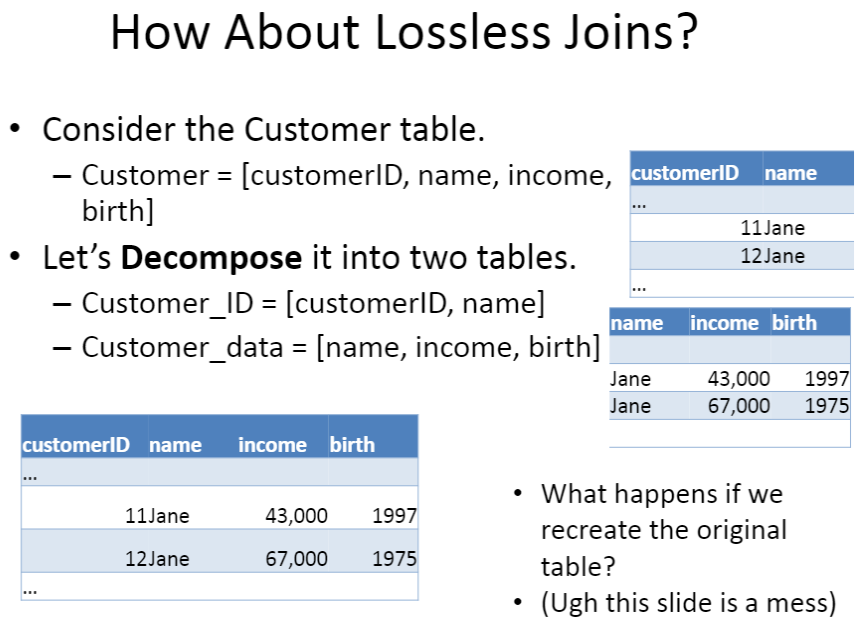 How About Lossless Joins?
• Consider the Customer table.
– Customer = [customerID, name, income,
birth]
• Let's Decompose it into two tables.
– Customer_ID = [customerID, name]
– Customer_data = [name, income, birth]
customerID name
...
11 Jane
12 Jane
...
name income birth
Jane 43,000 1997
Jane 67,000 1975
customerID name income birth
...
11 Jane 43,000 1997
12 Jane 67,000 1975
...
• What happens if we
recreate the original
table?
• (Ugh this slide is a mess)